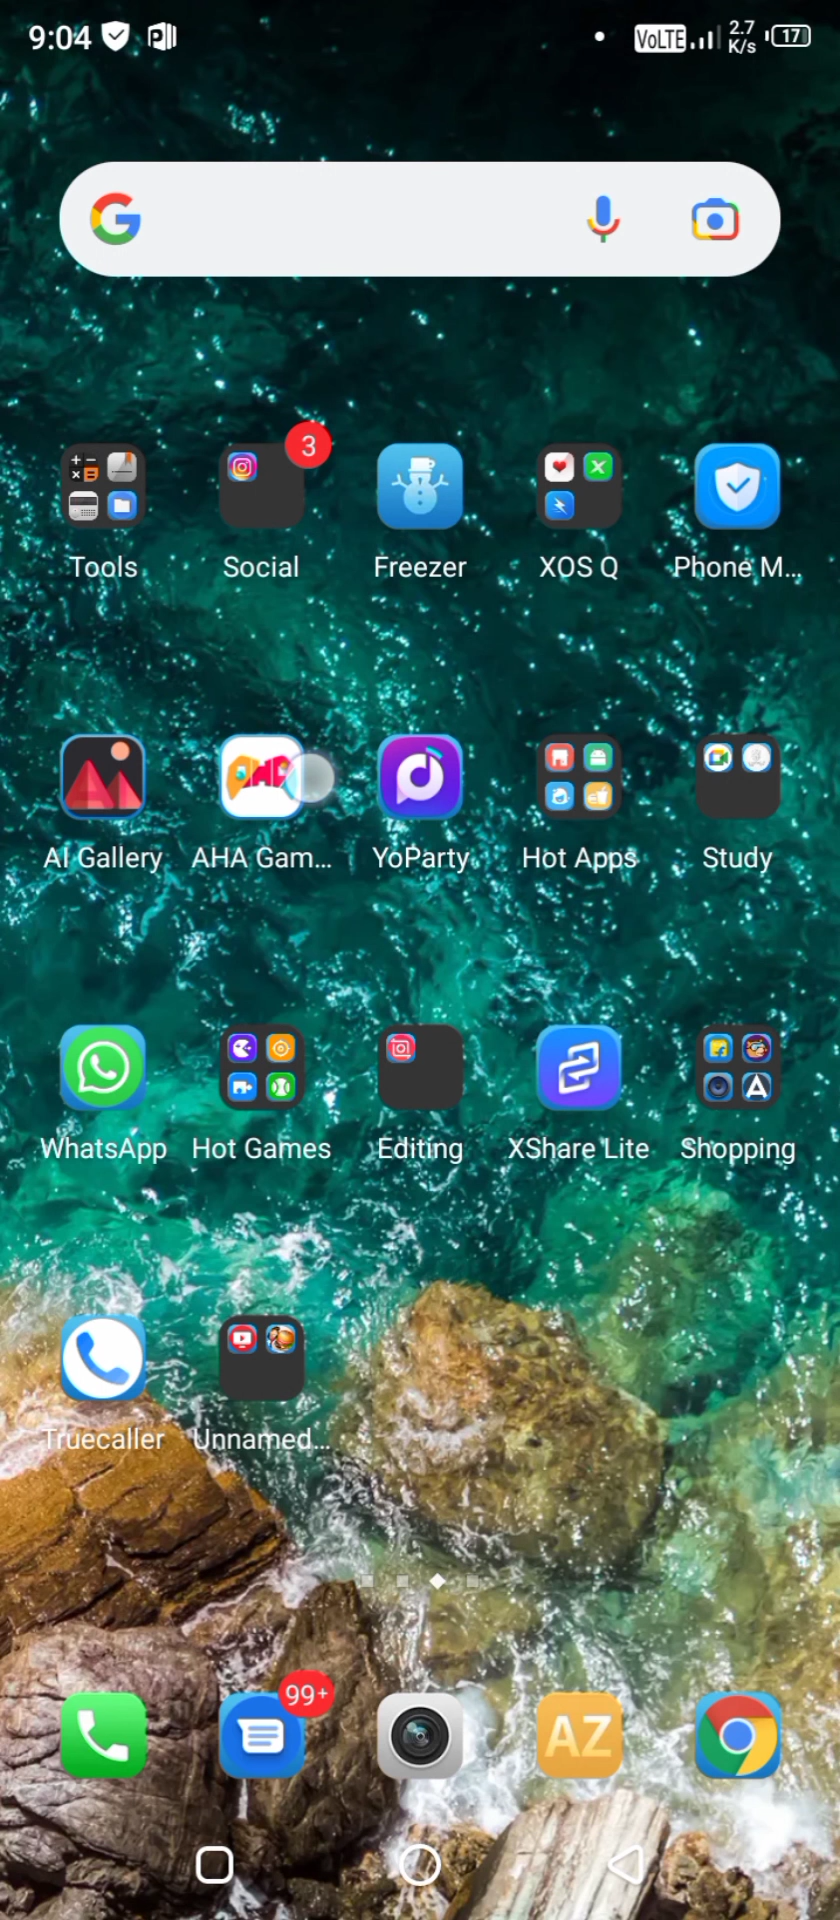 9:04 VoLTE 2.7 K/s 17
3
Tools Social Freezer XOS Q Phone M...
AI Gallery AHA Gam... YoParty Hot Apps Study
WhatsApp Hot Games Editing XShare Lite Shopping
Truecaller Unnamed...
99+
AZ